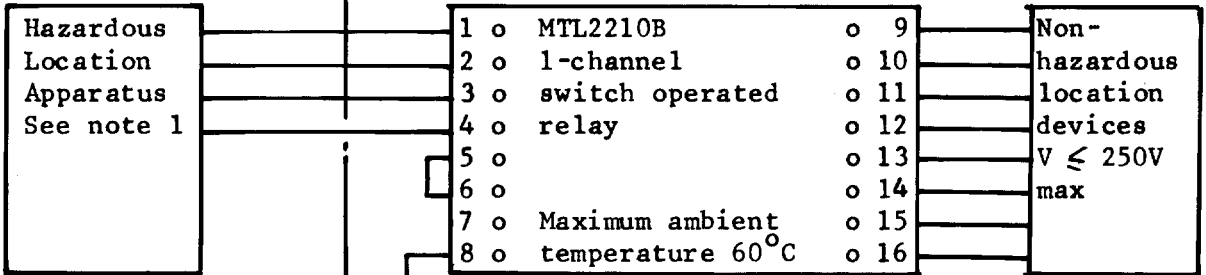 Hazardous
Location
Apparatus
See note 1
1 o MTL2210B o 9
2 o 1-channel o 10
3 o switch operated o 11
4 o relay o 12
5 o o 13
6 o o 14
7 o Maximum ambient o 15
8 o temperature 60°C o 16
Non-
hazardous
location
devices
V ≤ 250V
max